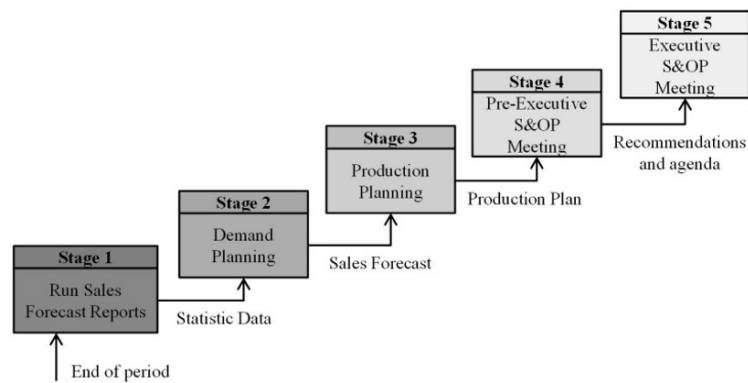 Stage 1
Run Sales
Forecast Reports
End of period
Statistic Data
Stage 2
Demand
Planning
Sales Forecast
Stage 3
Production
Planning
Production Plan
Stage 4
Pre-Executive
S&OP
Meeting
Recommendations
and agenda
Stage 5
Executive
S&OP
Meeting